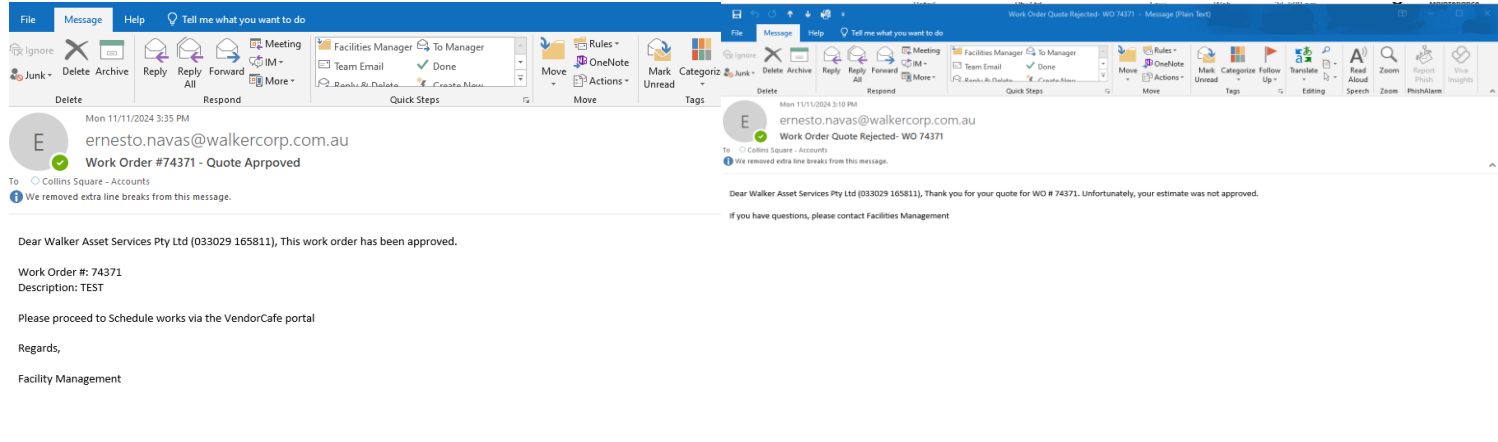 File Message Help Tell me what you want to do
Ignore
Junk
Delete Archive
Reply Reply All Forward
Meeting
IM
More
Facilities Manager To Manager
Team Email Done
Reply & Delete Create New
Move
Rules
OneNote
Actions
Mark Unread
Categoriz
Delete Respond Quick Steps Move Tags
Mon 11/11/2024 3:35 PM
E
ernesto.navas@walkercorp.com.au
Work Order #74371 - Quote Aprpoved
To Collins Square - Accounts
We removed extra line breaks from this message.
Dear Walker Asset Services Pty Ltd (033029 165811), This work order has been approved.
Work Order #: 74371
Description: TEST
Please proceed to Schedule works via the VendorCafe portal
Regards,
Facility Management
Work Order Quote Rejected- WO 74371 - Message (Plain Text)
File Message Help Tell me what you want to do
Ignore
Junk
Delete Archive
Reply Reply All Forward
Meeting
IM
More
Facilities Manager To Manager
Team Email Done
Reply & Delete Create New
Move
Rules
OneNote
Actions
Mark Unread
Categorize
Follow Up
Translate
Read Aloud
Zoom
Report Phish
Viva Insights
Delete Respond Quick Steps Move Tags Editing Speech Zoom PhishAlarm
Mon 11/11/2024 3:10 PM
E
ernesto.navas@walkercorp.com.au
Work Order Quote Rejected- WO 74371
To Collins Square - Accounts
We removed extra line breaks from this message.
Dear Walker Asset Services Pty Ltd (033029 165811), Thank you for your quote for WO # 74371. Unfortunately, your estimate was not approved.
If you have questions, please contact Facilities Management